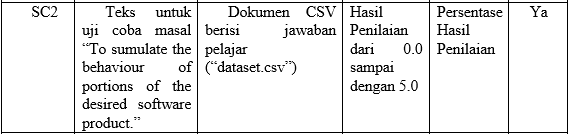 SC2
Teks untuk
uji coba masal
“To sumulate the
behaviour of
portions of the
desired software
product.”
Dokumen CSV
berisi jawaban
pelajar
(“dataset.csv”)
Hasil
Penilaian
dari 0.0
sampai
dengan 5.0
Persentase
Hasil
Penilaian
Ya